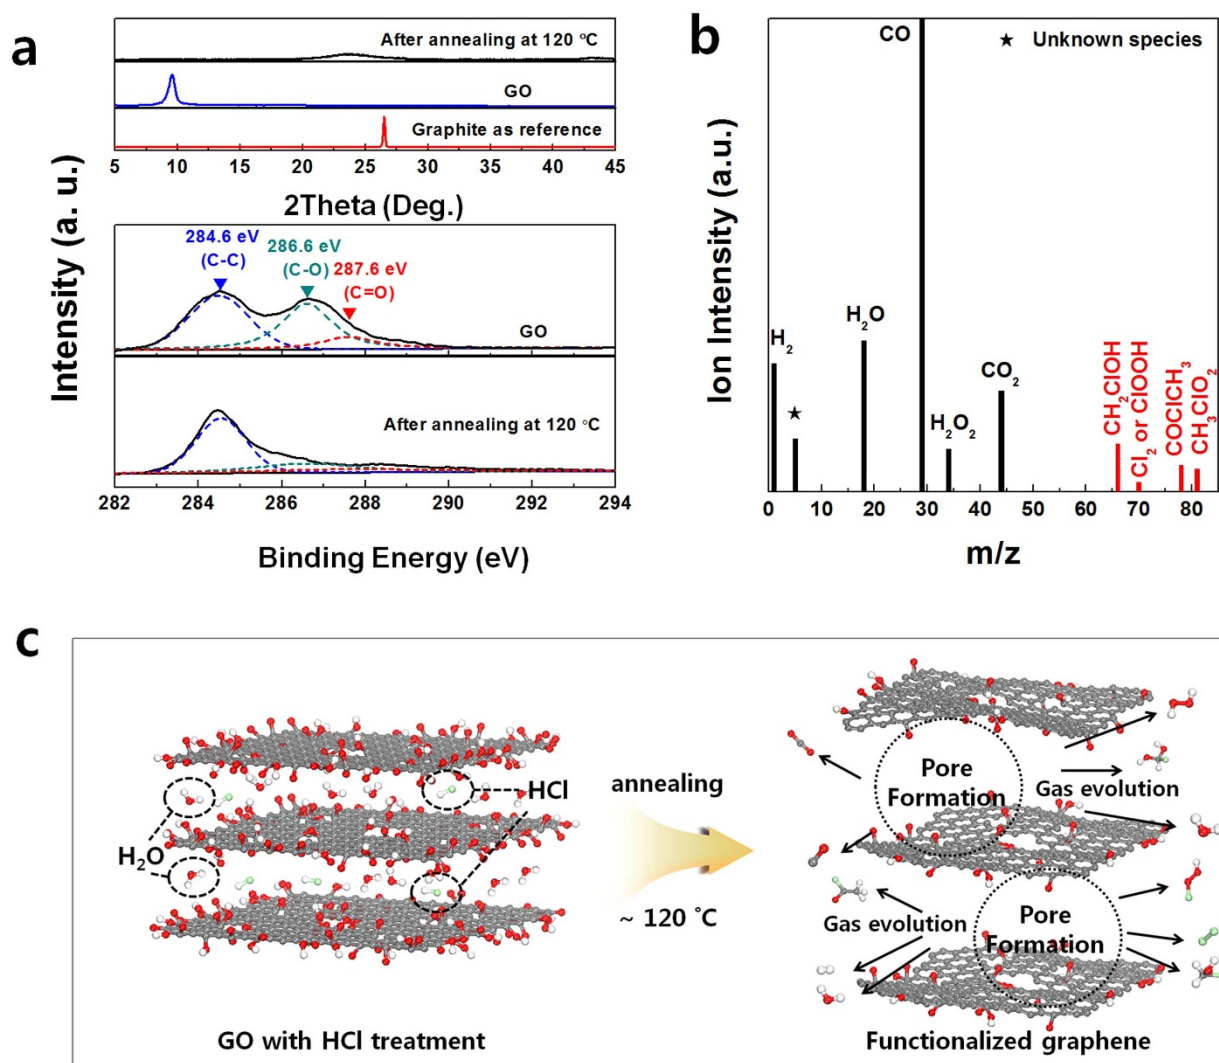 a
After annealing at 120 °C
GO
Graphite as reference
5 10 15 20 25 30 35 40 45
2Theta (Deg.)
Intensity (a. u.)
284.6 eV
(C-C)
286.6 eV
(C-O)
287.6 eV
(C=O)
GO
After annealing at 120 °C
282 284 286 288 290 292 294
Binding Energy (eV)
b
★ Unknown species
Ion Intensity (a.u.)
H₂
★
H₂O
CO
H₂O₂
CO₂
CH₂ClOH
Cl₂ or ClOOH
COClCH₃
CH₃ClO₂
0 10 20 30 40 50 60 70 80
m/z
c
HCl
H₂O
GO with HCl treatment
annealing
~ 120 ℃
Pore
Formation
Gas evolution
Gas evolution
Pore
Formation
Functionalized graphene